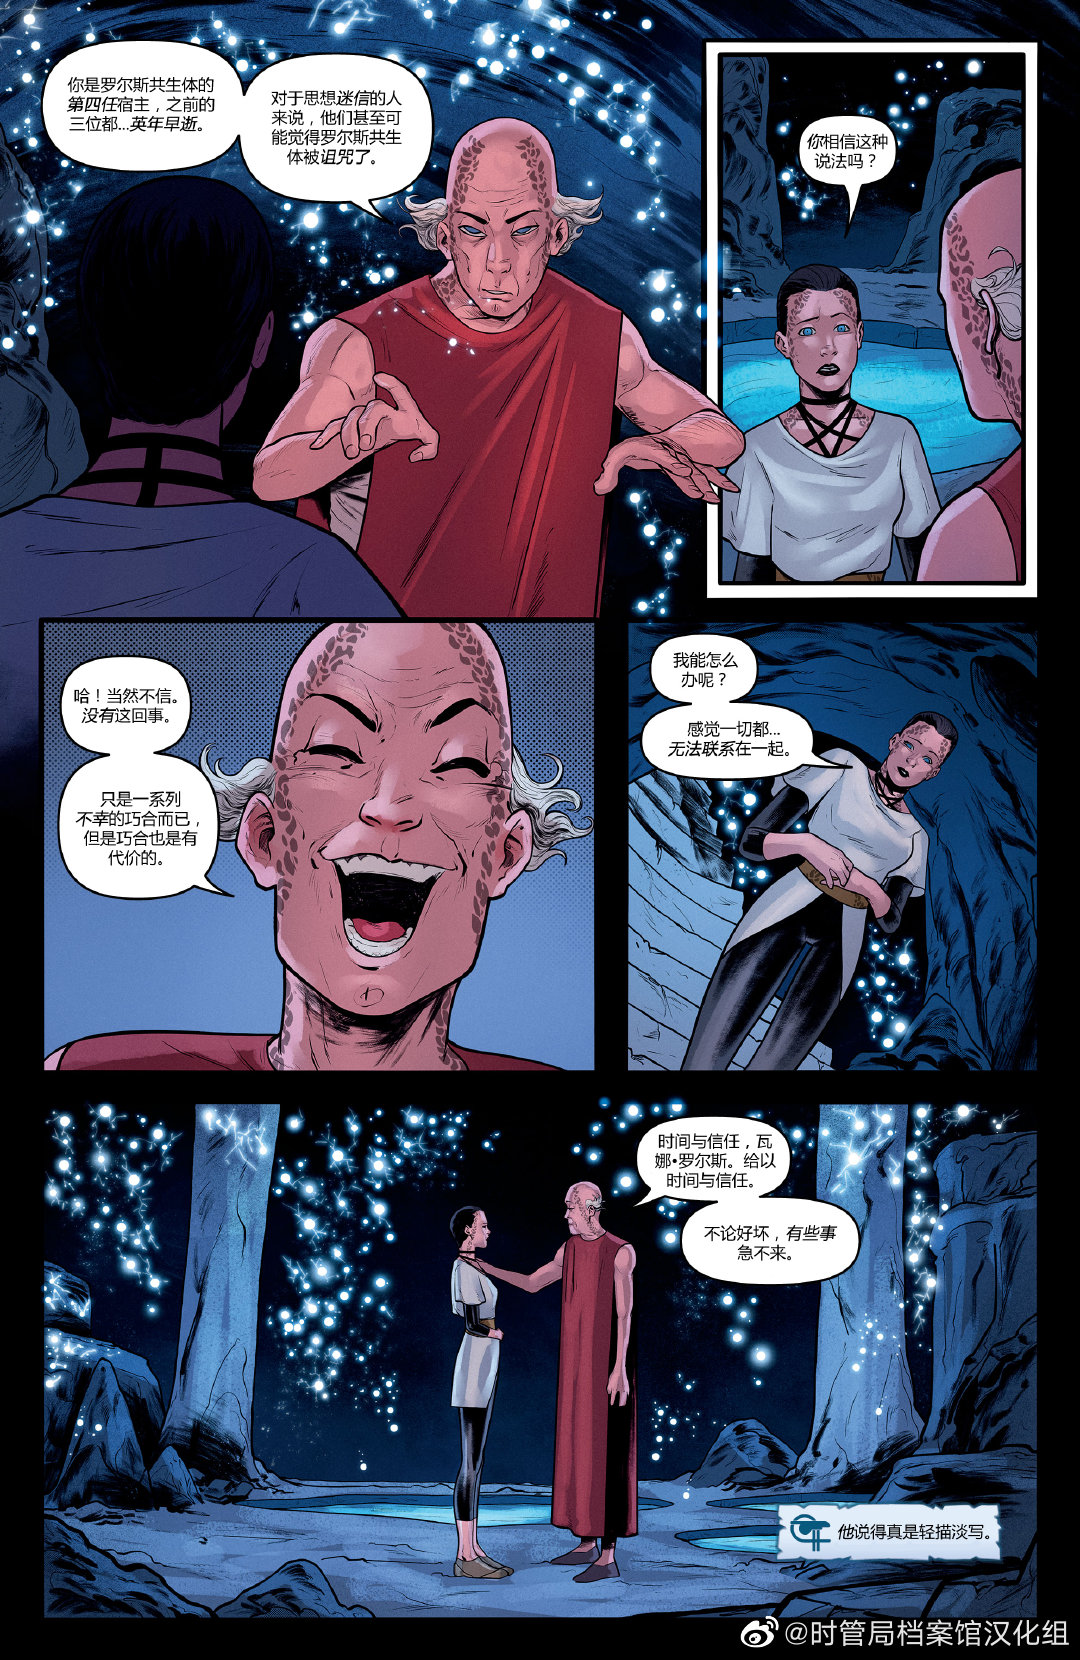 你是罗尔斯共生体的
第四任宿主，之前的
三位都...英年早逝。
对于思想迷信的人
来说，他们甚至可
能觉得罗尔斯共生
体被诅咒了。
你相信这种
说法吗？
哈！当然不信。
没有这回事。
只是一系列
不幸的巧合而已，
但是巧合也是有
代价的。
我能怎么
办呢？
感觉一切都...
无法联系在一起。
时间与信任，瓦
娜•罗尔斯。给以
时间与信任。
不论好坏，有些事
急不来。
他说得真是轻描淡写。
@时管局档案馆汉化组